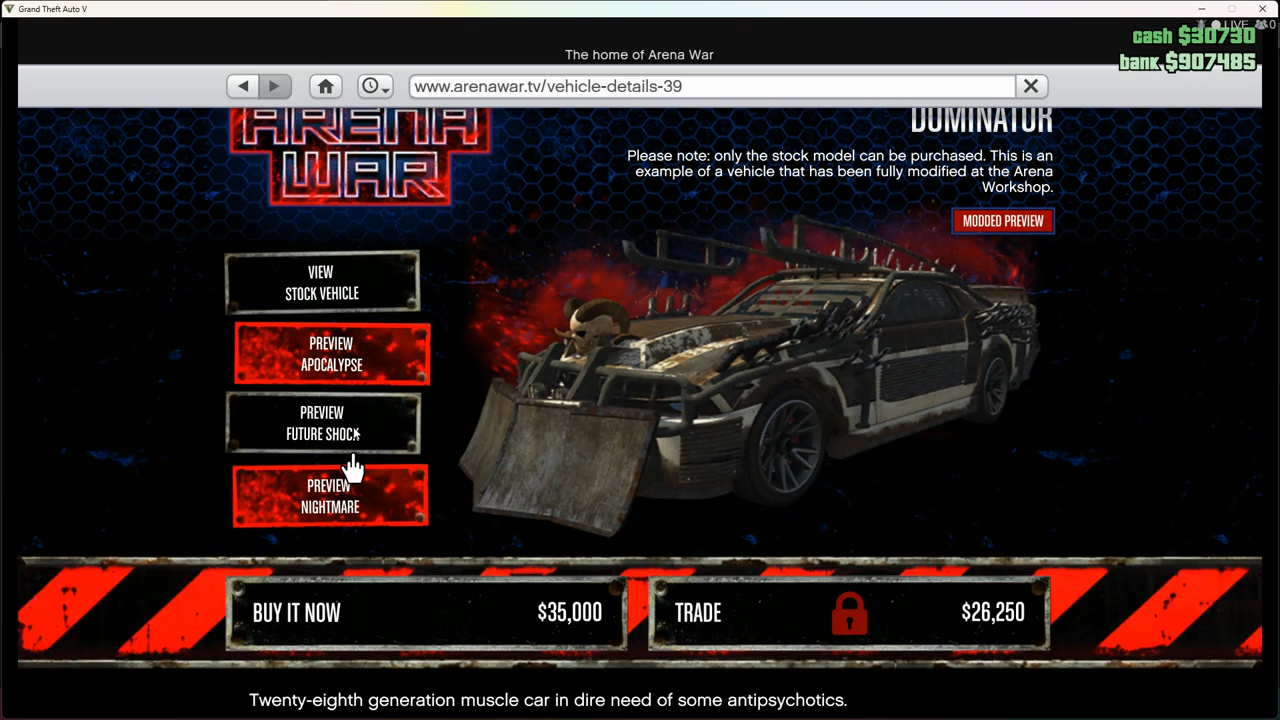 Grand Theft Auto V
LIVE 0
cash $30730
The home of Arena War
bank $907485
www.arenawar.tv/vehicle-details-39
ARENA
WAR
DOMINATOR
Please note: only the stock model can be purchased. This is an
example of a vehicle that has been fully modified at the Arena
Workshop.
MODDED PREVIEW
VIEW
STOCK VEHICLE
PREVIEW
APOCALYPSE
PREVIEW
FUTURE SHOCK
PREVIEW
NIGHTMARE
BUY IT NOW $35,000
TRADE $26,250
Twenty-eighth generation muscle car in dire need of some antipsychotics.